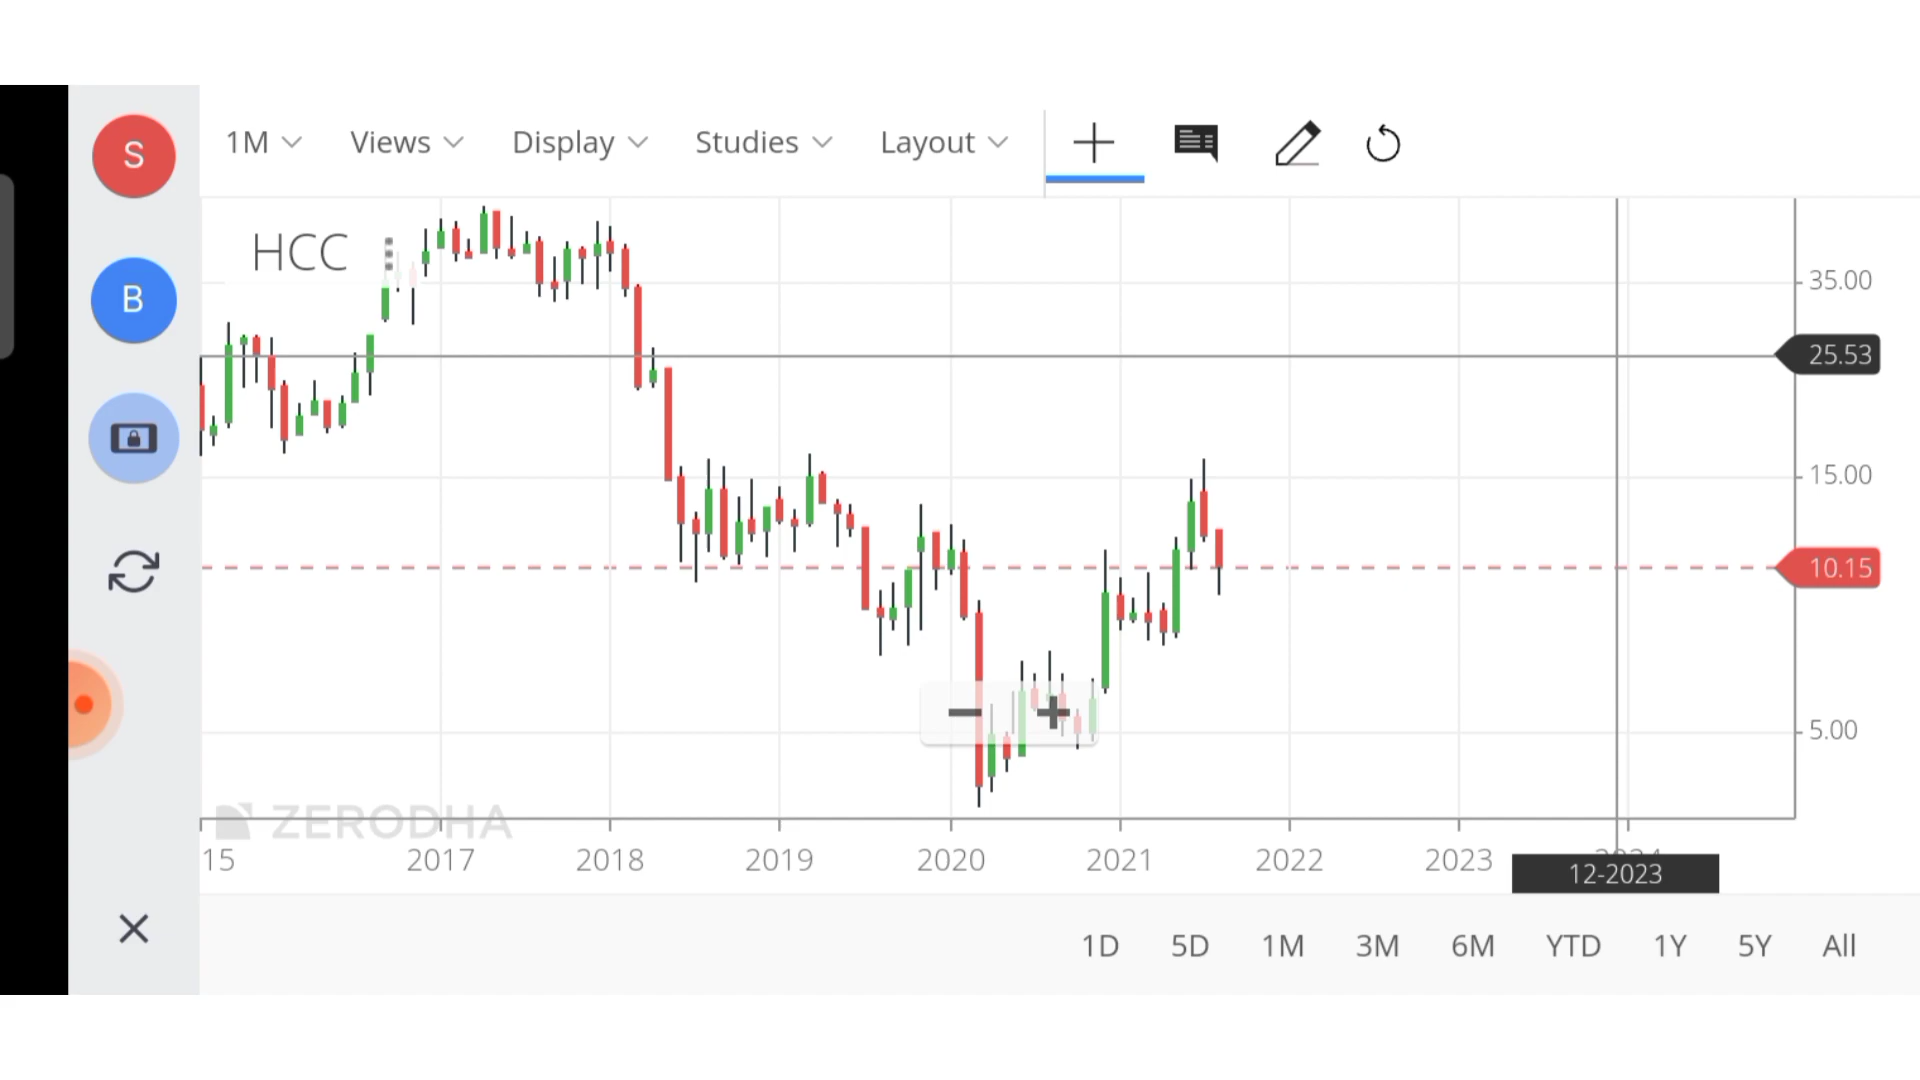 S
B
1M Views Display Studies Layout
HCC
35.00
25.53
15.00
10.15
5.00
ZERODHA
15 2017 2018 2019 2020 2021 2022 2023
12-2023
1D 5D 1M 3M 6M YTD 1Y 5Y All